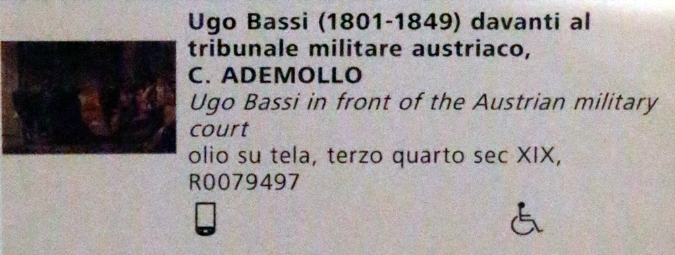 Ugo Bassi (1801-1849) davanti al
tribunale militare austriaco,
C. ADEMOLLO
Ugo Bassi in front of the Austrian military
court
olio su tela, terzo quarto sec XIX,
R0079497